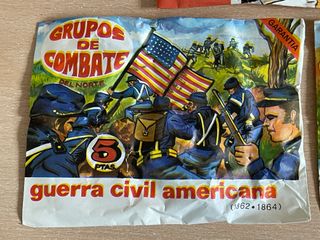 GRUPOS
DE
COMBATE
DEL NORTE
GARANTIA
5
PTAS
guerra civil americana
(1862 • 1864)